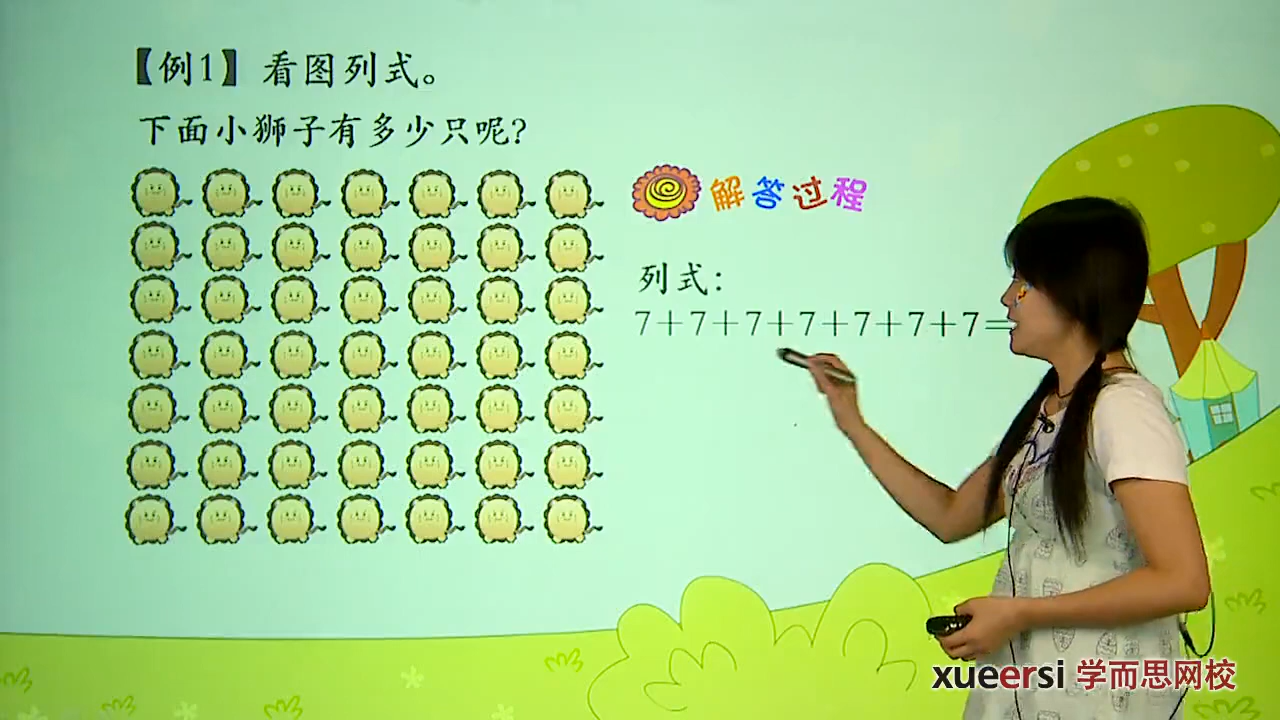 【例1】看图列式。
下面小狮子有多少只呢?
解答过程
列式:
7+7+7+7+7+7+7=
xueersi 学而思网校